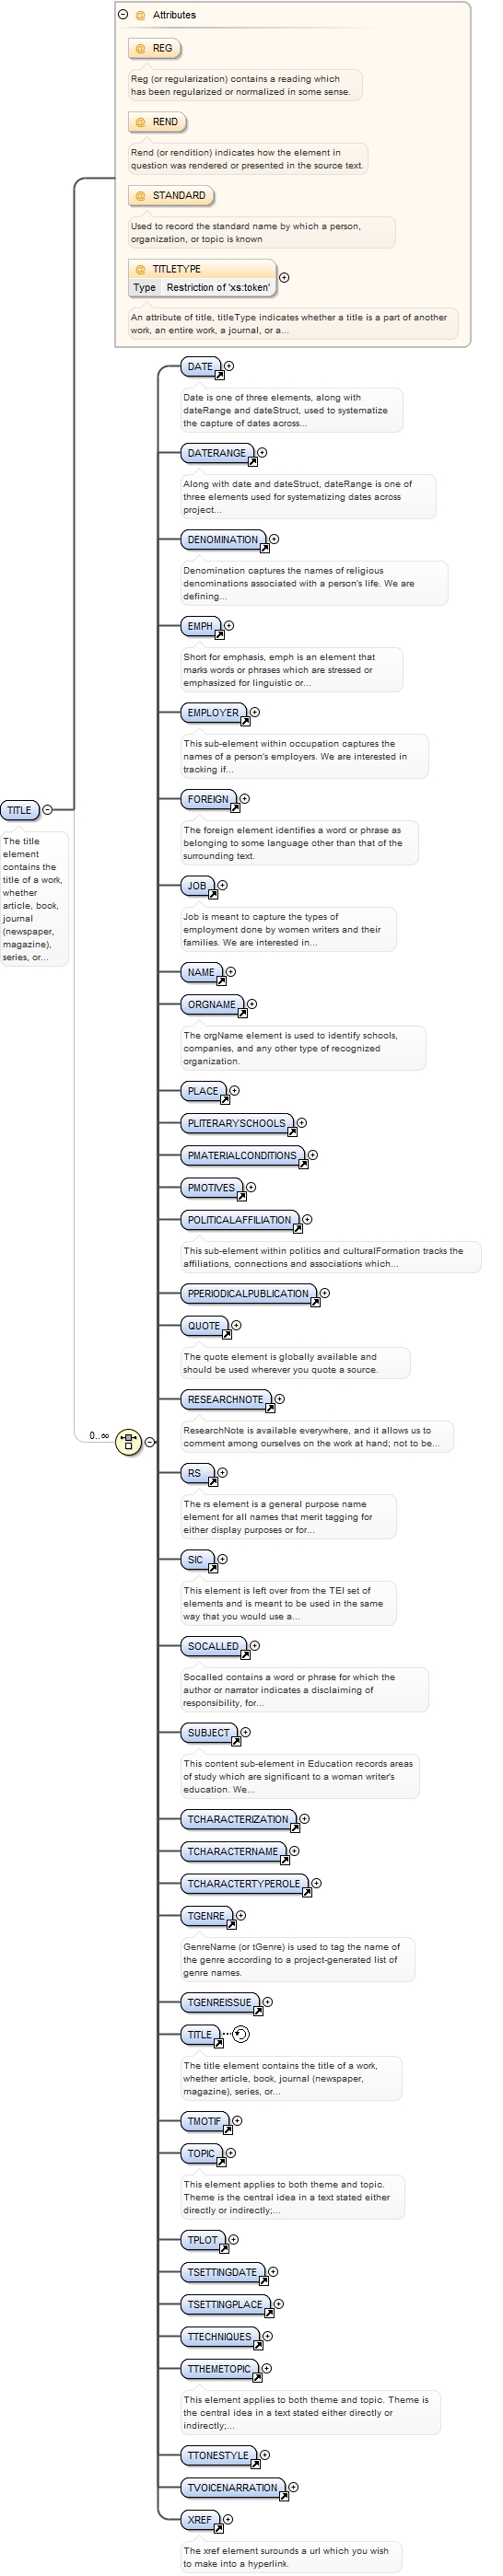 Attributes
@ REG
Reg (or regularization) contains a reading which
has been regularized or normalized in some sense.
@ REND
Rend (or rendition) indicates how the element in
question was rendered or presented in the source text.
@ STANDARD
Used to record the standard name by which a person,
organization, or topic is known
@ TITLETYPE
Type Restriction of 'xs:token'
An attribute of title, titleType indicates whether a title is a part of another
work, an entire work, a journal, or a...
TITLE
The title
element
contains the
title of a work,
whether
article, book,
journal
(newspaper,
magazine),
series, or...
0..∞
DATE
Date is one of three elements, along with
dateRange and dateStruct, used to systematize
the capture of dates across...
DATERANGE
Along with date and dateStruct, dateRange is one of
three elements used for systematizing dates across
project...
DENOMINATION
Denomination captures the names of religious
denominations associated with a person's life. We are
defining...
EMPH
Short for emphasis, emph is an element that
marks words or phrases which are stressed or
emphasized for linguistic or...
EMPLOYER
This sub-element within occupation captures the
names of a person's employers. We are interested in
tracking if...
FOREIGN
The foreign element identifies a word or phrase as
belonging to some language other than that of the
surrounding text.
JOB
Job is meant to capture the types of
employment done by women writers and their
families. We are interested in...
NAME
ORGNAME
The orgName element is used to identify schools,
companies, and any other type of recognized
organization.
PLACE
PLITERARYSCHOOLS
PMATERIALCONDITIONS
PMOTIVES
POLITICALAFFILIATION
This sub-element within politics and culturalFormation tracks the
affiliations, connections and associations which...
PPERIODICALPUBLICATION
QUOTE
The quote element is globally available and
should be used wherever you quote a source.
RESEARCHNOTE
ResearchNote is available everywhere, and it allows us to
comment among ourselves on the work at hand; not to be...
RS
The rs element is a general purpose name
element for all names that merit tagging for
either display purposes or for...
SIC
This element is left over from the TEI set of
elements and is meant to be used in the same
way that you would use a...
SOCALLED
Socalled contains a word or phrase for which the
author or narrator indicates a disclaiming of
responsibility, for...
SUBJECT
This content sub-element in Education records areas
of study which are significant to a woman writer's
education. We...
TCHARACTERIZATION
TCHARACTERNAME
TCHARACTERTYPEROLE
TGENRE
GenreName (or tGenre) is used to tag the name of
the genre according to a project-generated list of
genre names.
TGENREISSUE
TITLE
The title element contains the title of a work,
whether article, book, journal (newspaper,
magazine), series, or...
TMOTIF
TOPIC
This element applies to both theme and topic.
Theme is the central idea in a text stated either
directly or indirectly;...
TPLOT
TSETTINGDATE
TSETTINGPLACE
TTECHNIQUES
TTHEMETOPIC
This element applies to both theme and topic. Theme is
the central idea in a text stated either directly or
indirectly;...
TTONESTYLE
TVOICENARRATION
XREF
The xref element surounds a url which you wish
to make into a hyperlink.